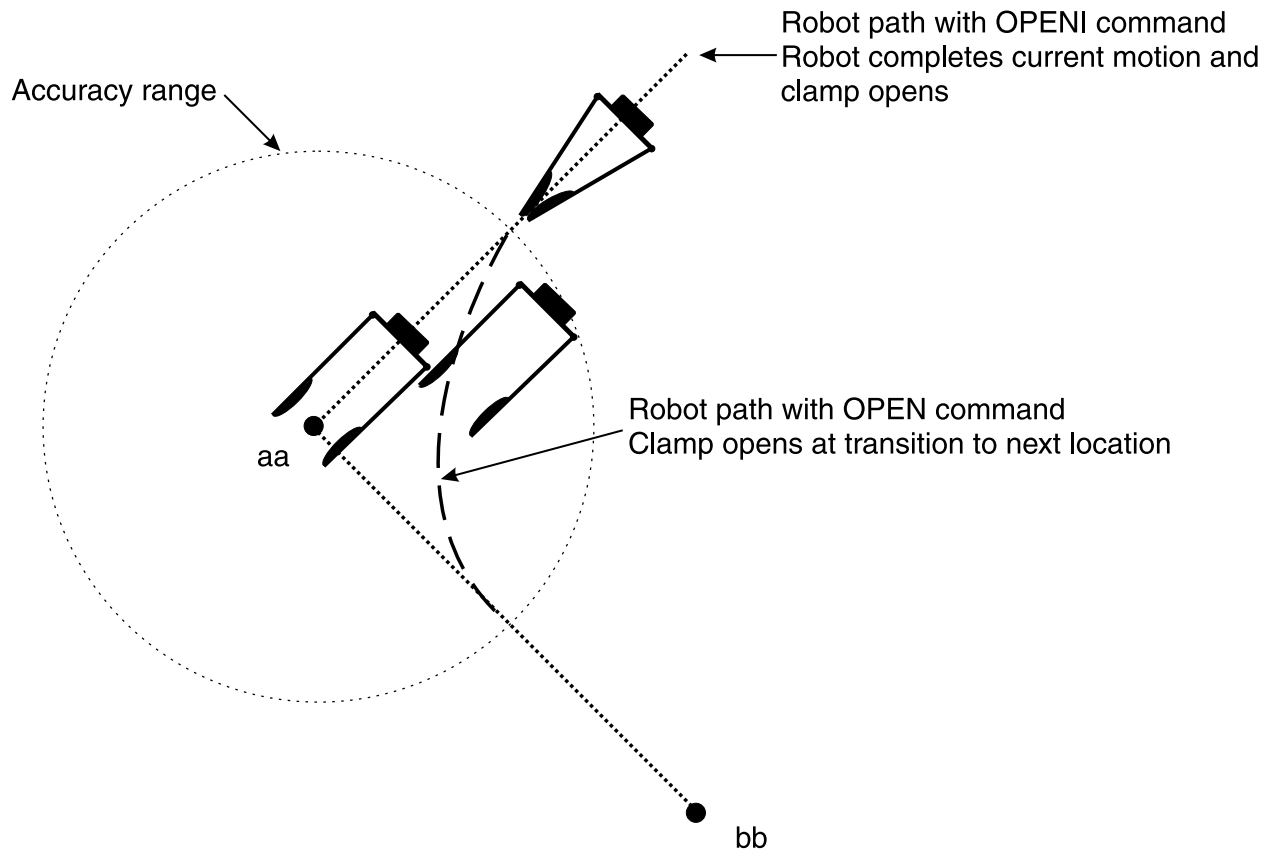 Robot path with OPENI command
Robot completes current motion and
clamp opens
Accuracy range
Robot path with OPEN command
Clamp opens at transition to next location
aa
bb